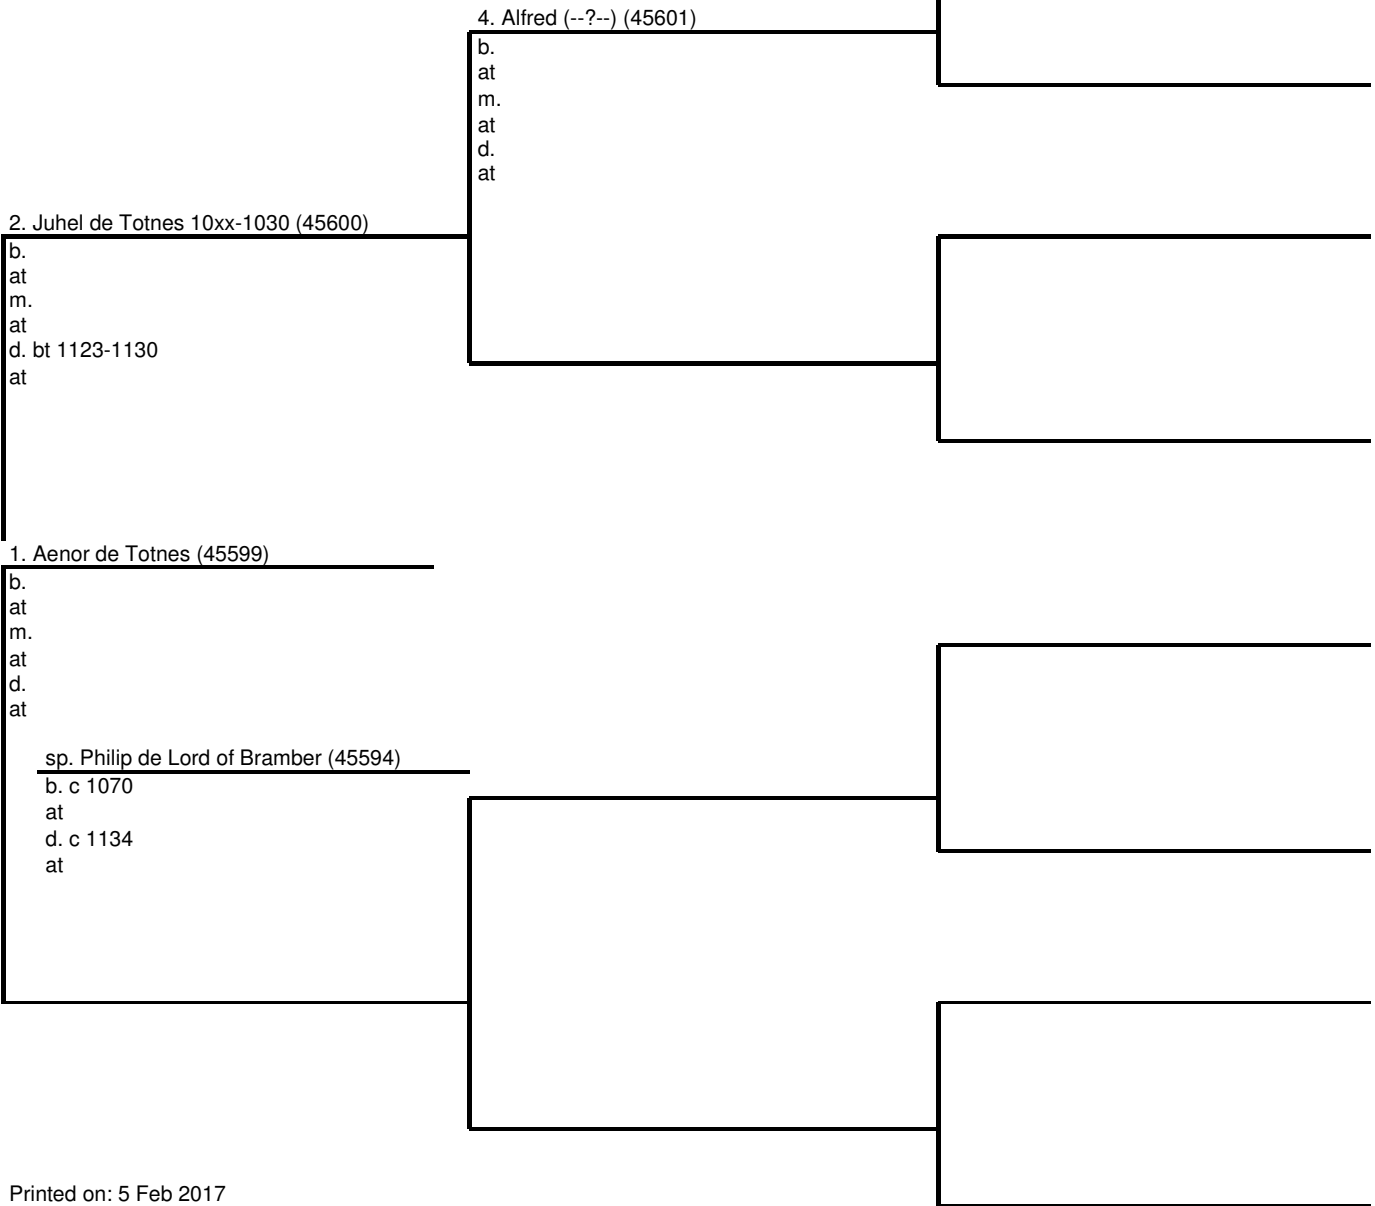 4. Alfred (--?--) (45601)
b.
at
m.
at
d.
at
2. Juhel de Totnes 10xx-1030 (45600)
b.
at
m.
at
d. bt 1123-1130
at
1. Aenor de Totnes (45599)
b.
at
m.
at
d.
at
sp. Philip de Lord of Bramber (45594)
b. c 1070
at
d. c 1134
at
Printed on: 5 Feb 2017